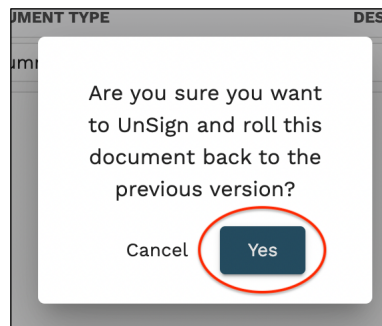 UMENT TYPE DES
umr
Are you sure you want
to UnSign and roll this
document back to the
previous version?
Cancel Yes